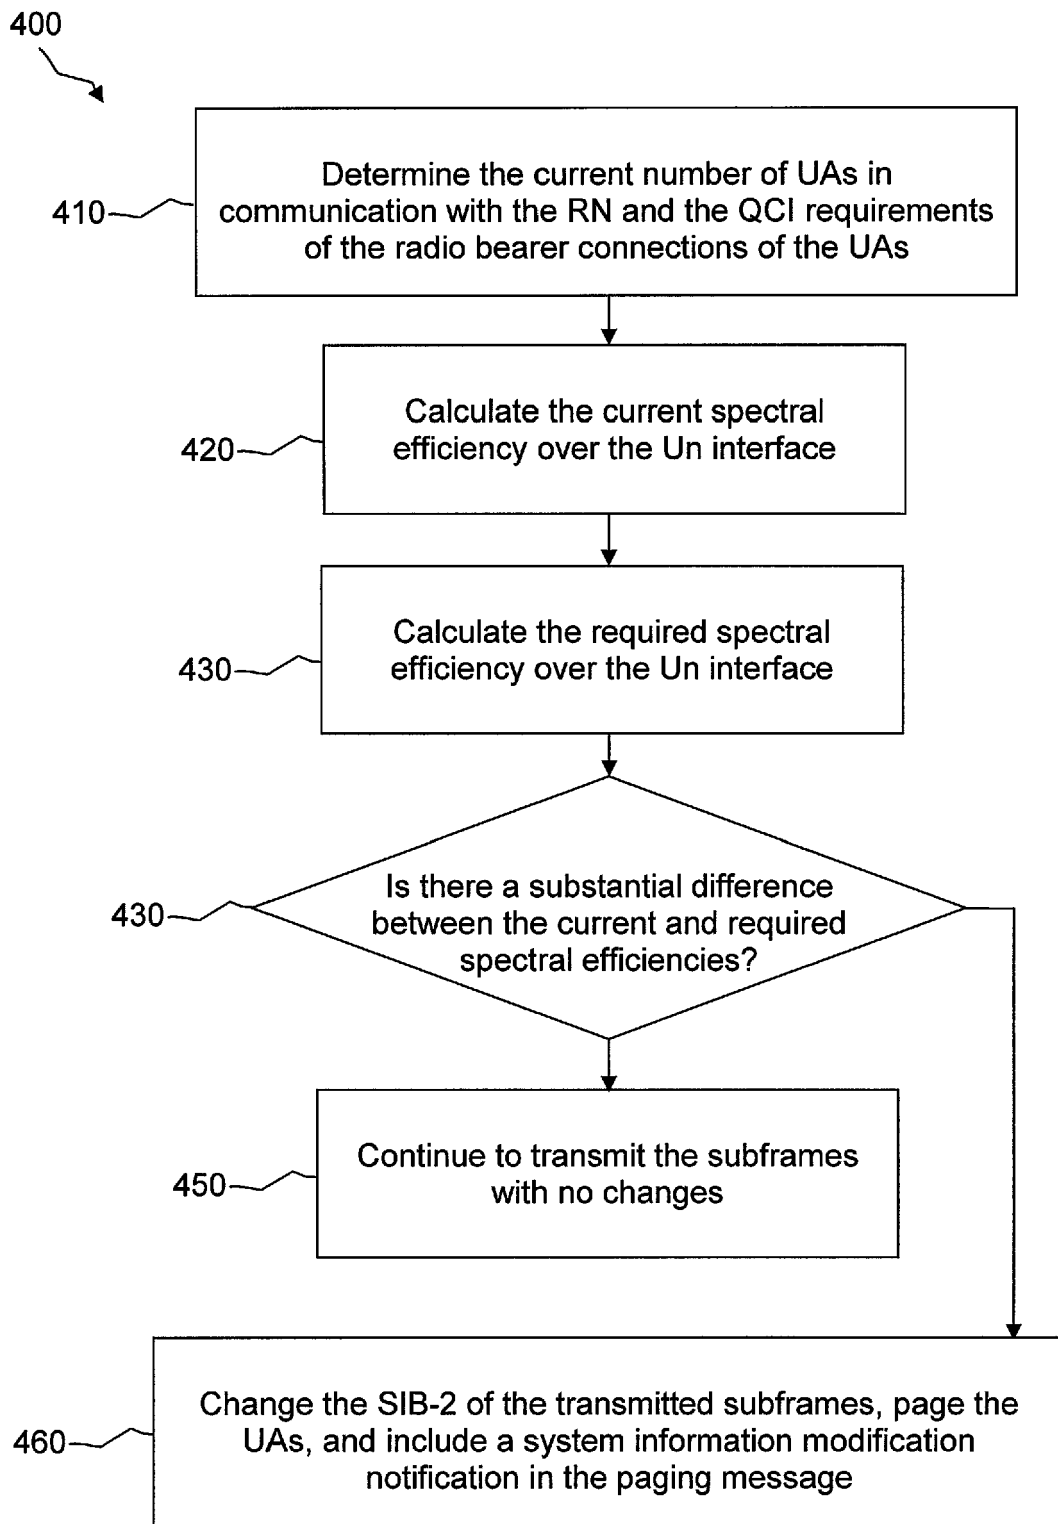 400
Determine the current number of UAs in
communication with the RN and the QCI requirements
of the radio bearer connections of the UAs
410
Calculate the current spectral
efficiency over the Un interface
420
Calculate the required spectral
efficiency over the Un interface
430
Is there a substantial difference
between the current and required
spectral efficiencies?
430
Continue to transmit the subframes
with no changes
450
Change the SIB-2 of the transmitted subframes, page the
UAs, and include a system information modification
notification in the paging message
460